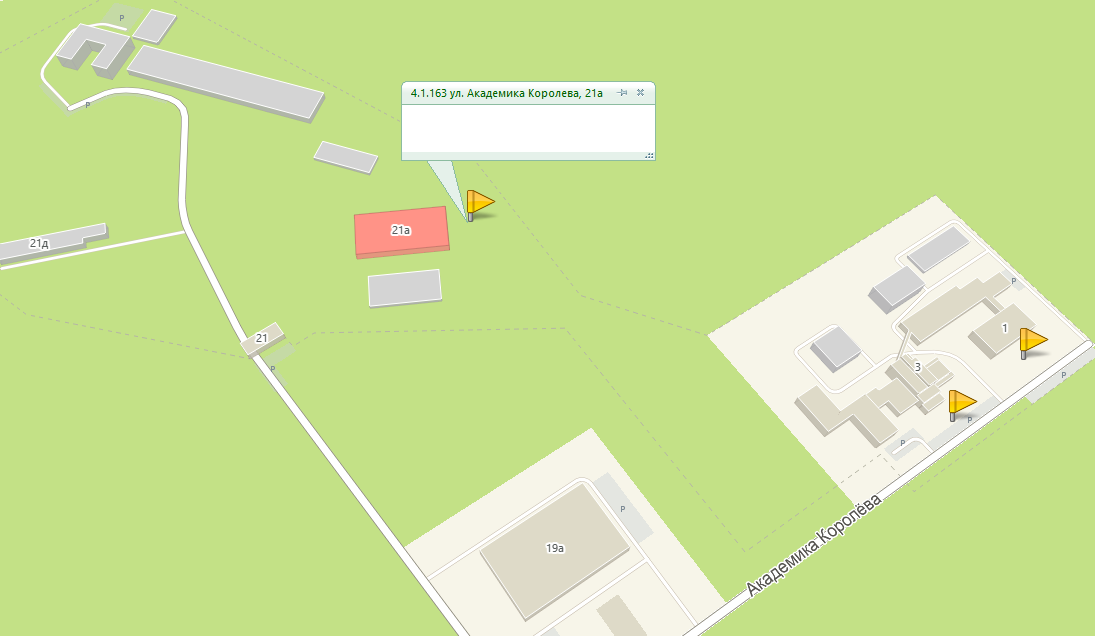 P
P
4.1.163 ул. Академика Королева, 21а
21а
21д
21
P
P
1
3
P
P
P
P
19а
Академика Королёва